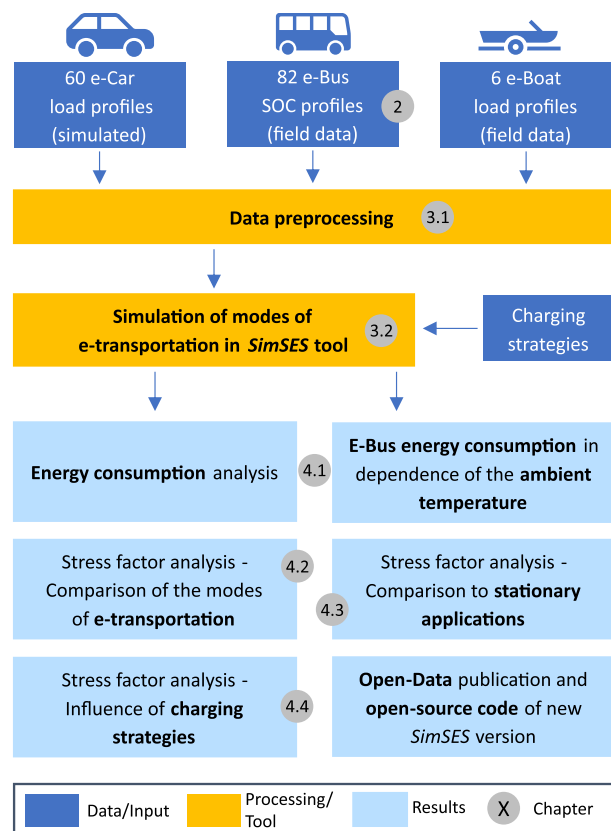 60 e-Car
load profiles
(simulated)
82 e-Bus
SOC profiles
(field data)
2
6 e-Boat
load profiles
(field data)
Data preprocessing
3.1
Simulation of modes of
e-transportation in SimSES tool
3.2
Charging
strategies
Energy consumption analysis
4.1
E-Bus energy consumption in
dependence of the ambient
temperature
Stress factor analysis -
Comparison of the modes
of e-transportation
4.2
Stress factor analysis -
Comparison to stationary
applications
4.3
Stress factor analysis -
Influence of charging
strategies
4.4
Open-Data publication and
open-source code of new
SimSES version
Data/Input
Processing/
Tool
Results
X
Chapter